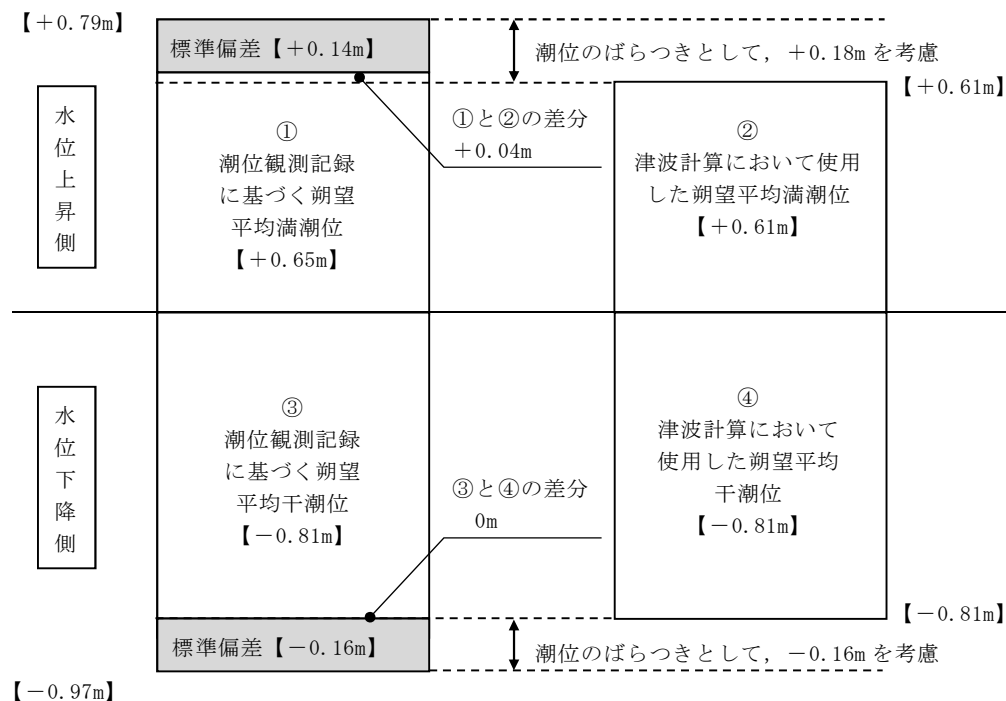 【+0.79m】
標準偏差【+0.14m】
潮位のばらつきとして，+0.18mを考慮
【+0.61m】
水位上昇側
①
潮位観測記録
に基づく朔望
平均満潮位
【+0.65m】
①と②の差分
+0.04m
②
津波計算において使用
した朔望平均満潮位
【+0.61m】
水位下降側
③
潮位観測記録
に基づく朔望
平均干潮位
【-0.81m】
③と④の差分
0m
④
津波計算において
使用した朔望平均
干潮位
【-0.81m】
【-0.81m】
標準偏差【-0.16m】
潮位のばらつきとして，-0.16mを考慮
【-0.97m】